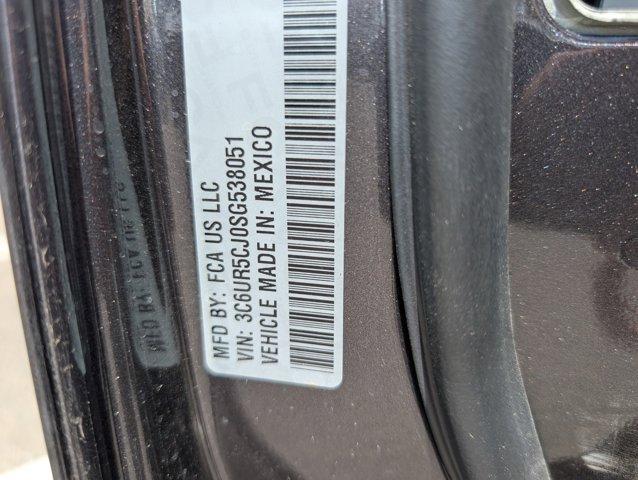 MFD BY: FCA US LLC
VIN: 3C6UR5CJ0SG538051
VEHICLE MADE IN: MEXICO